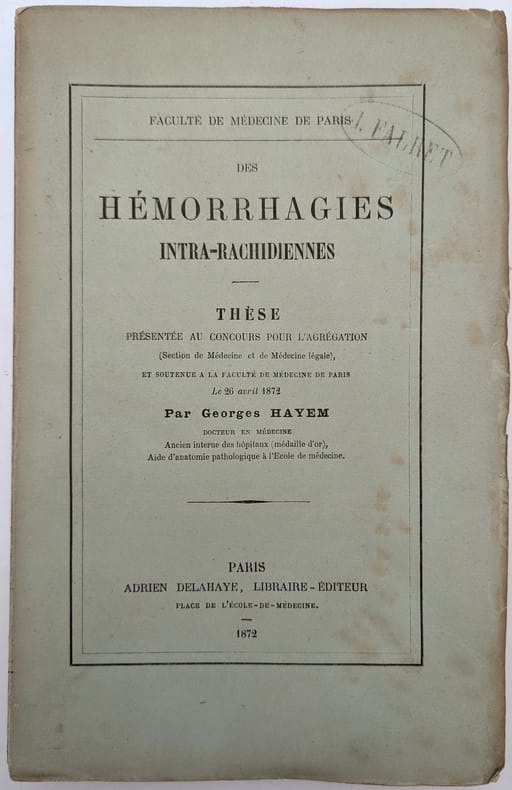 FACULTÉ DE MÉDECINE DE PARIS
J. FALRET
DES
HÉMORRHAGIES
INTRA-RACHIDIENNES
THÈSE
PRÉSENTÉE AU CONCOURS POUR L'AGRÉGATION
(Section de Médecine et de Médecine légale),
ET SOUTENUE A LA FACULTÉ DE MÉDECINE DE PARIS
Le 26 avril 1872
Par Georges HAYEM
DOCTEUR EN MÉDECINE
Ancien interne des hôpitaux (médaille d'or),
Aide d'anatomie pathologique à l'Ecole de médecine.
PARIS
ADRIEN DELAHAYE, LIBRAIRE-ÉDITEUR
PLACE DE L'ÉCOLE-DE-MÉDECINE.
1872